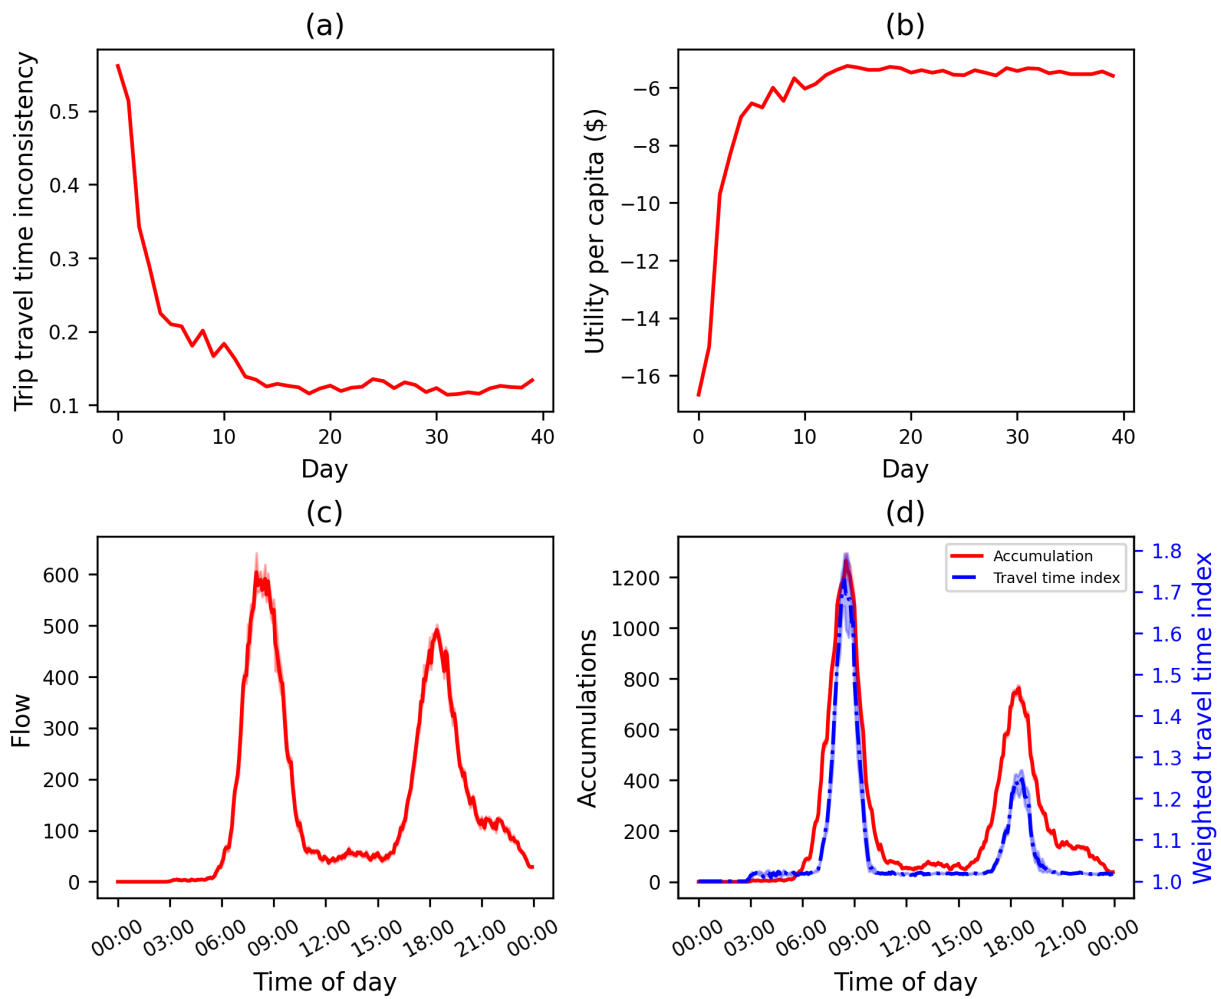 (a)
Trip travel time inconsistency
0.5
0.4
0.3
0.2
0.1
0 10 20 30 40
Day
(b)
Utility per capita ($)
−6
−8
−10
−12
−14
−16
0 10 20 30 40
Day
(c)
Flow
600
500
400
300
200
100
0
00:00 03:00 06:00 09:00 12:00 15:00 18:00 21:00 00:00
Time of day
(d)
Accumulations
1200
1000
800
600
400
200
0
Accumulation
Travel time index
1.8
1.7
1.6
1.5
1.4
1.3
1.2
1.1
1.0
Weighted travel time index
00:00 03:00 06:00 09:00 12:00 15:00 18:00 21:00 00:00
Time of day